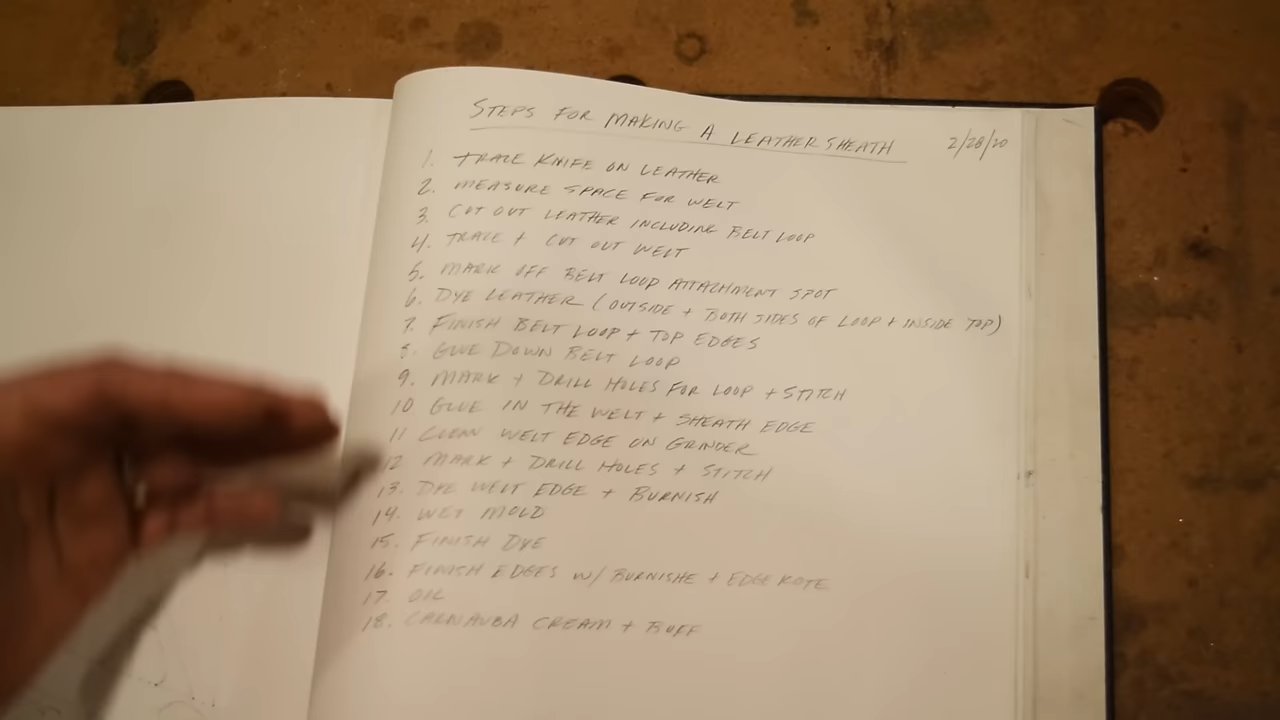 STEPS FOR MAKING A LEATHER SHEATH 2/28/20
1. TRACE KNIFE ON LEATHER
2. MEASURE SPACE FOR WELT
3. CUT OUT LEATHER INCLUDING BELT LOOP
4. TRACE + CUT OUT WELT
5. MARK OFF BELT LOOP ATTACHMENT SPOT
6. DYE LEATHER (OUTSIDE + BOTH SIDES OF LOOP + INSIDE TOP)
7. FINISH BELT LOOP + TOP EDGES
8. GLUE DOWN BELT LOOP
9. MARK + DRILL HOLES FOR LOOP + STITCH
10 GLUE IN THE WELT + SHEATH EDGE
11 CLEAN WELT EDGE ON GRINDER
12 MARK + DRILL HOLES + STITCH
13. DYE WELT EDGE + BURNISH
14. WET MOLD
15. FINISH DYE
16. FINISH EDGES W/ BURNISHE + EDGE KOTE
17. OIL
18. CARNAUBA CREAM + BUFF